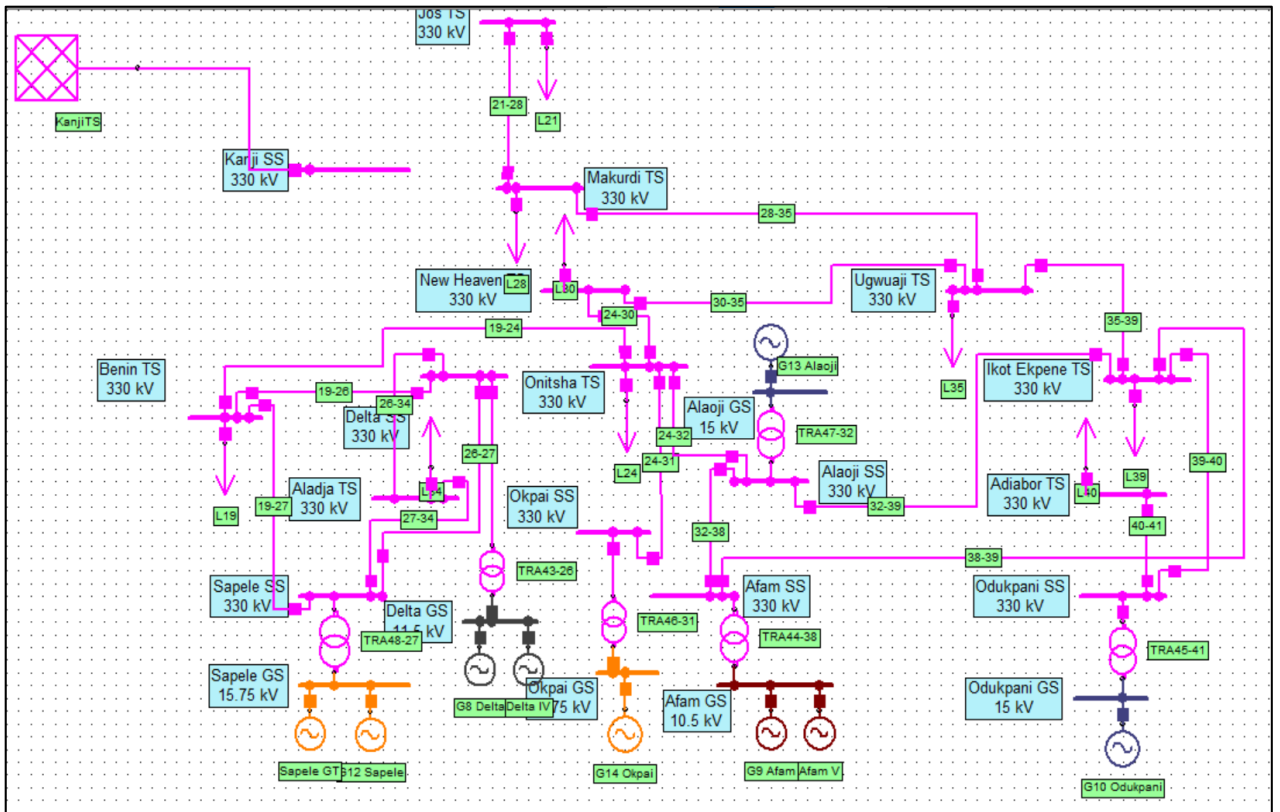 Jos TS
330 kV
KanjiTS
21-28
L21
Kanji SS
330 kV
Makurdi TS
330 kV
28-35
New Heaven
330 kV
L28
L30
Ugwuaji TS
330 kV
30-35
24-30
19-24
35-39
Benin TS
330 kV
G13 Alaoji
Ikot Ekpene TS
330 kV
Onitsha TS
330 kV
L35
19-26
26-34
Delta SS
330 kV
Alaoji GS
15 kV
TRA47-32
24-32
26-27
24-31
39-40
L24
L39
Alaoji SS
330 kV
Adiabor TS
330 kV
L40
Aladja TS
330 kV
Okpai SS
330 kV
19-27
L19
27-34
32-39
40-41
32-38
38-39
TRA43-26
Sapele SS
330 kV
Afam SS
330 kV
Odukpani SS
330 kV
Delta GS
11.5 kV
TRA48-27
TRA46-31
TRA44-38
TRA45-41
Sapele GS
15.75 kV
Okpai GS
75 kV
Afam GS
10.5 kV
Odukpani GS
15 kV
G8 Delta
Delta IV
Sapele GT
G12 Sapele
G14 Okpai
G9 Afam
Afam V
G10 Odukpani